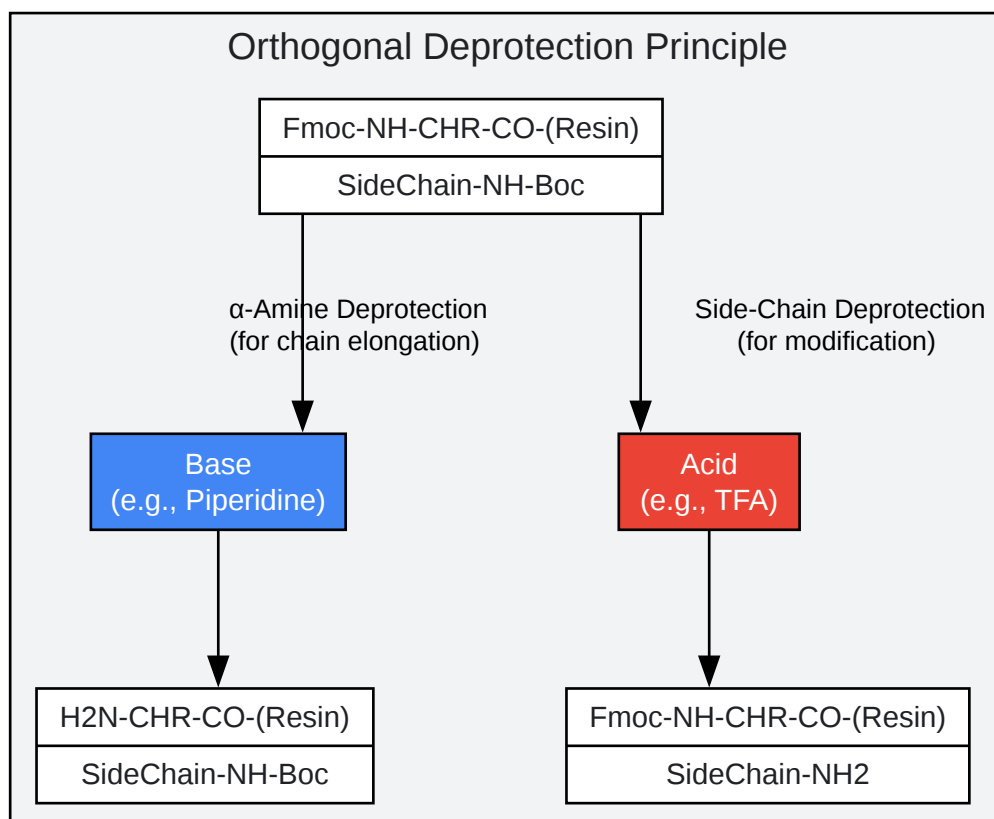 Orthogonal Deprotection Principle
Fmoc-NH-CHR-CO-(Resin)
SideChain-NH-Boc
α-Amine Deprotection
(for chain elongation)
Side-Chain Deprotection
(for modification)
Base
(e.g., Piperidine)
Acid
(e.g., TFA)
H2N-CHR-CO-(Resin)
SideChain-NH-Boc
Fmoc-NH-CHR-CO-(Resin)
SideChain-NH2